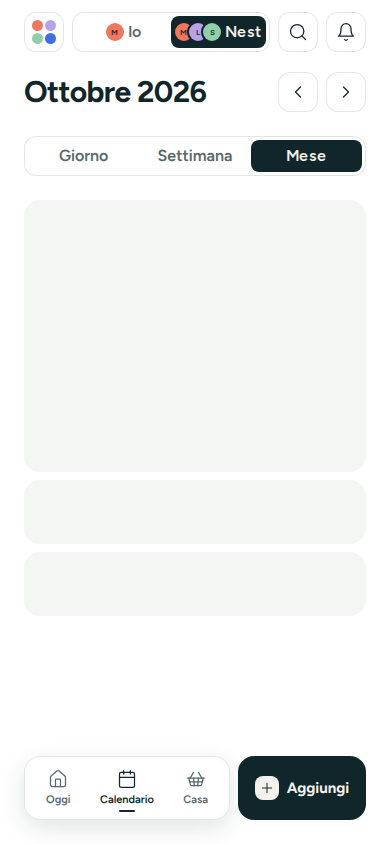 M Io M L S Nest
Ottobre 2026
Giorno Settimana Mese
Oggi Calendario Casa Aggiungi